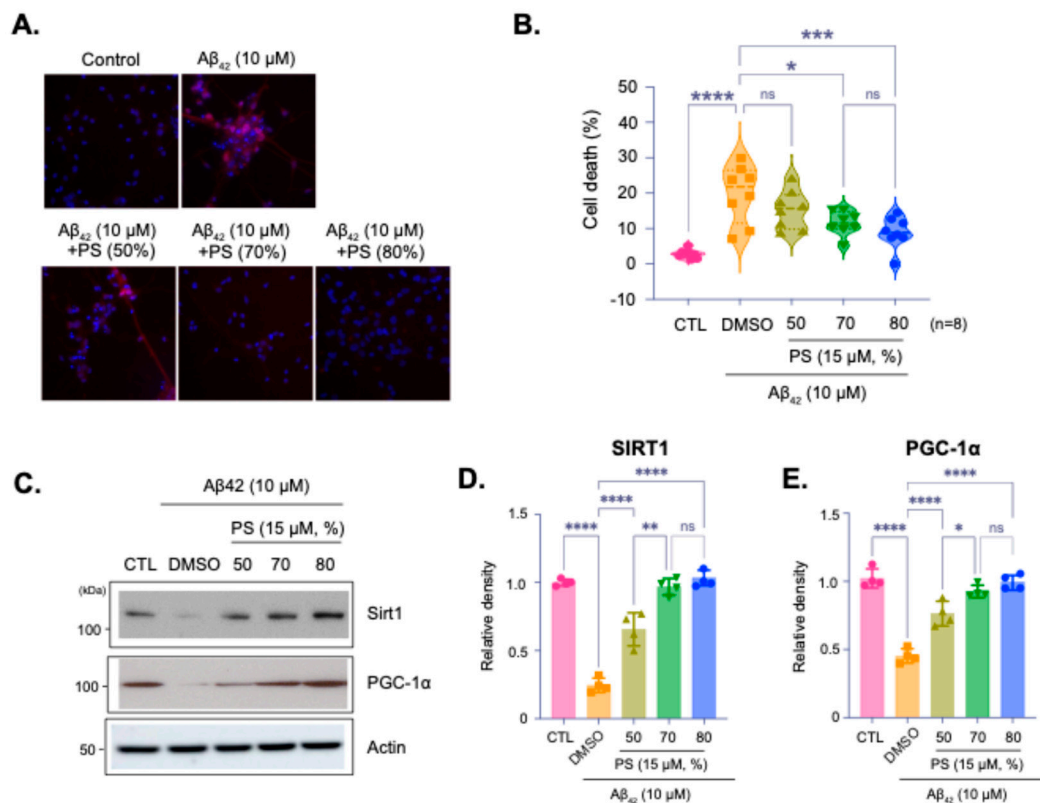 A.
Control
Aβ₄₂ (10 µM)
Aβ₄₂ (10 µM)
+PS (50%)
Aβ₄₂ (10 µM)
+PS (70%)
Aβ₄₂ (10 µM)
+PS (80%)
B.
***
*
****
ns
ns
Cell death (%)
50
40
30
20
10
0
-10
CTL
DMSO
50
70
80
(n=8)
PS (15 µM, %)
Aβ₄₂ (10 µM)
C.
Aβ42 (10 µM)
PS (15 µM, %)
CTL
DMSO
50
70
80
(kDa)
100
Sirt1
100
PGC-1α
50
Actin
D.
SIRT1
****
****
****
**
ns
Relative density
1.5
1.0
0.5
0
CTL
DMSO
50
70
80
PS (15 µM, %)
Aβ₄₂ (10 µM)
E.
PGC-1α
****
****
****
*
ns
Relative density
1.5
1.0
0.5
0
CTL
DMSO
50
70
80
PS (15 µM, %)
Aβ₄₂ (10 µM)